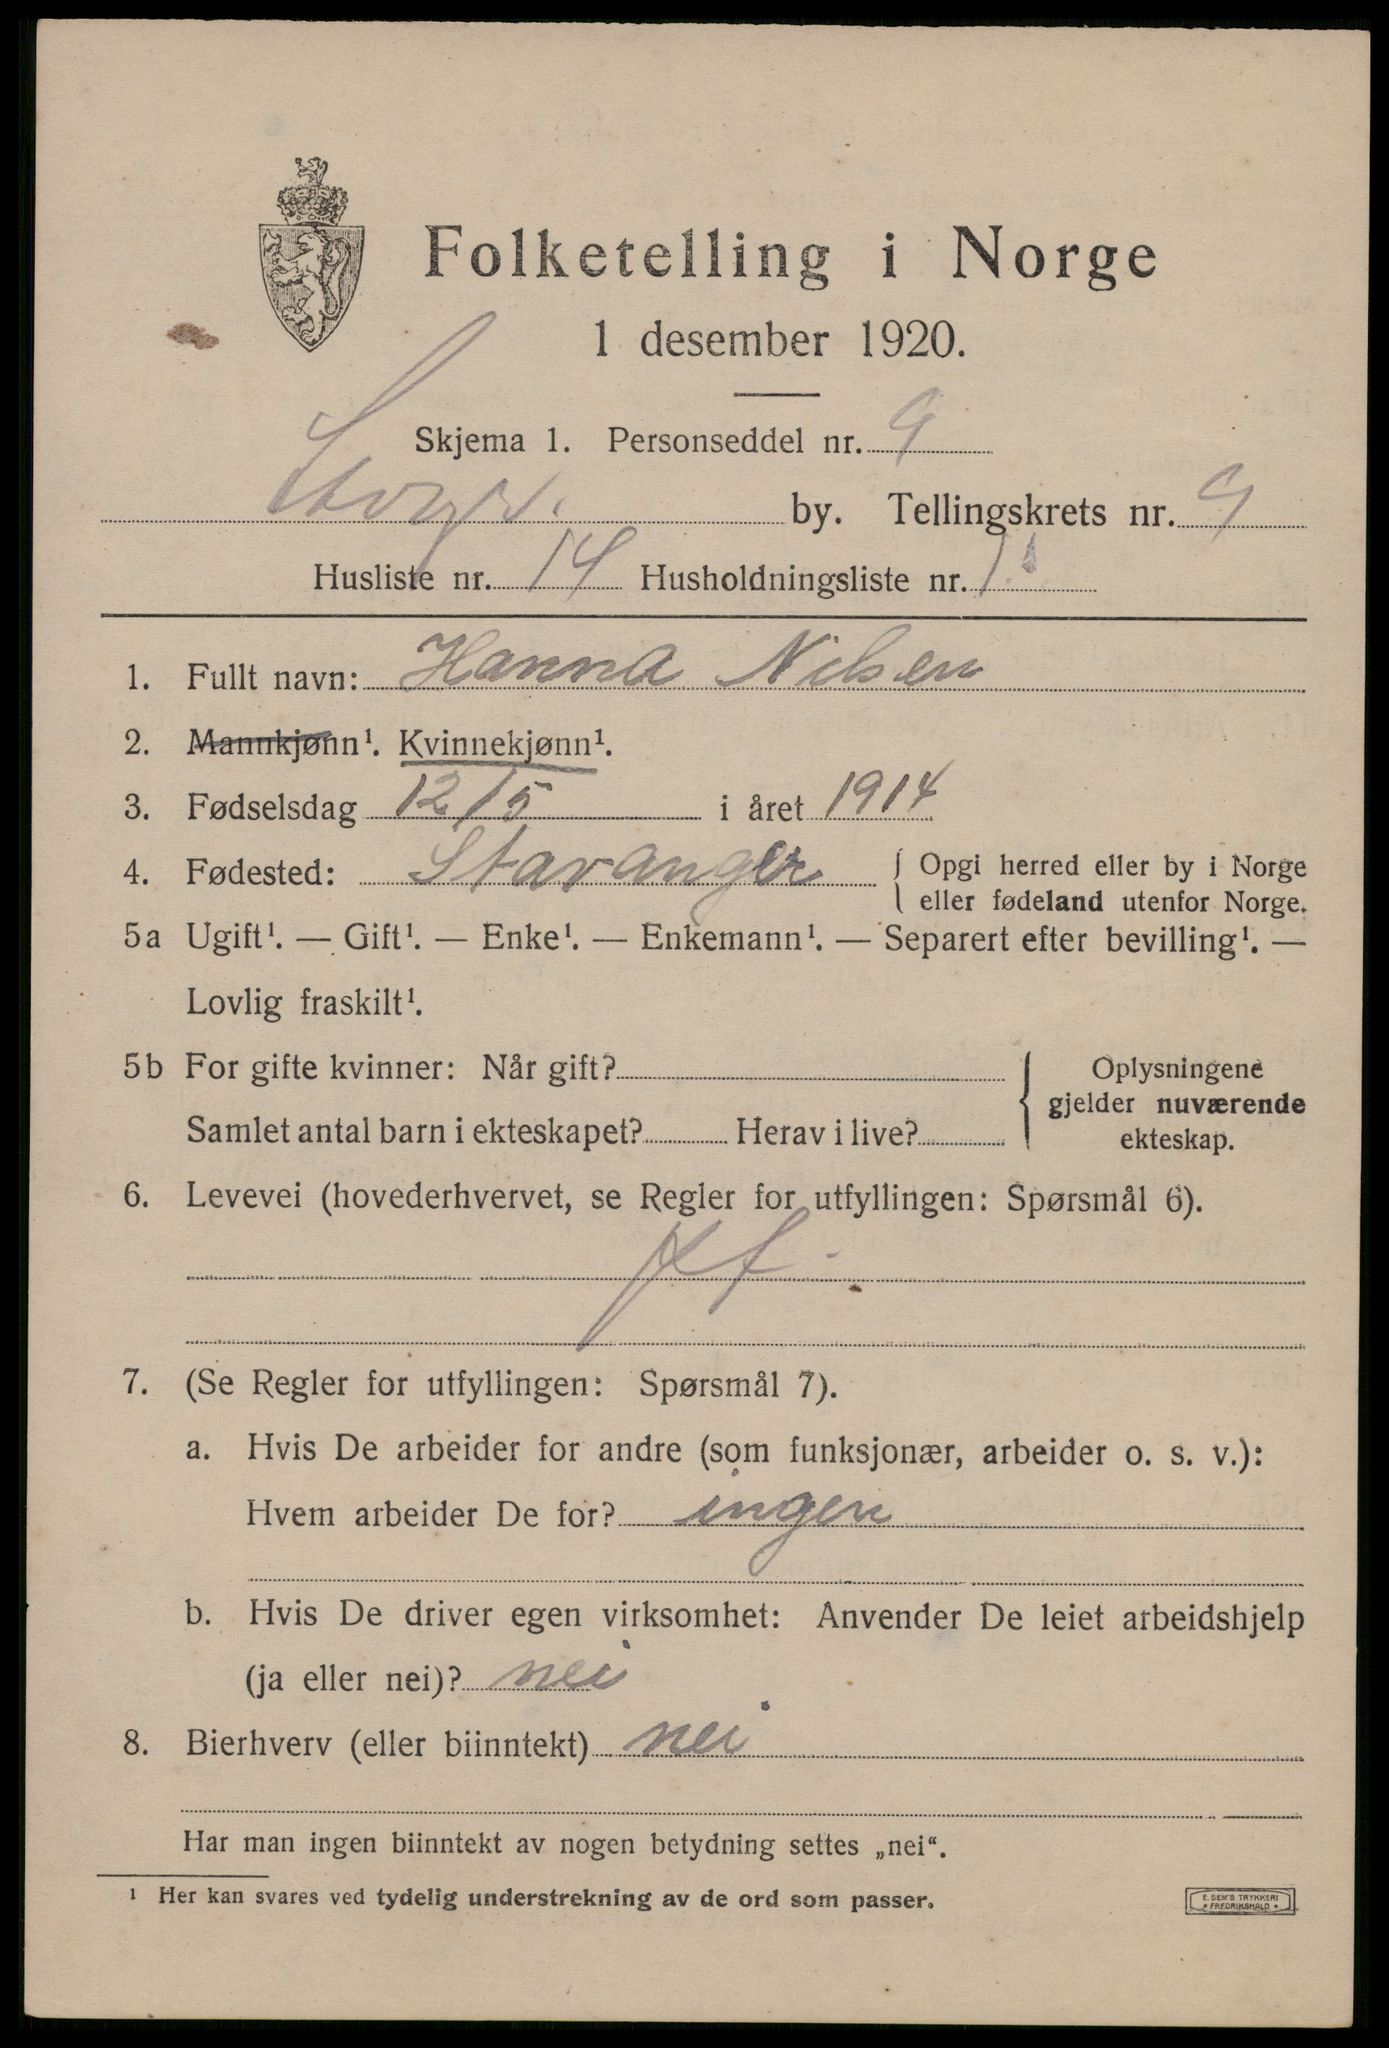 Folketelling i Norge
1 desember 1920.
Skjema 1. Personseddel nr. 9
by. Tellingskrets nr. 9
Husliste nr. 14 Husholdningsliste nr. 1
1. Fullt navn: Hanna Nilsen
2. Mannkjønn¹. Kvinnekjønn¹.
3. Fødselsdag 12/5 i året 1914
4. Fødested: Stavanger { Opgi herred eller by i Norge
eller fødeland utenfor Norge.
5a Ugift¹. — Gift¹. — Enke¹. — Enkemann¹. — Separert efter bevilling¹. —
Lovlig fraskilt¹.
5b For gifte kvinner: Når gift?
Samlet antal barn i ekteskapet? Herav i live?
Oplysningene
gjelder nuværende
ekteskap.
6. Levevei (hovederhvervet, se Regler for utfyllingen: Spørsmål 6).
7. (Se Regler for utfyllingen: Spørsmål 7).
a. Hvis De arbeider for andre (som funksjonær, arbeider o. s. v.):
Hvem arbeider De for? ingen
b. Hvis De driver egen virksomhet: Anvender De leiet arbeidshjelp
(ja eller nei)? nei
8. Bierhverv (eller biinntekt) nei
Har man ingen biinntekt av nogen betydning settes „nei“.
¹ Her kan svares ved tydelig understrekning av de ord som passer.
E. SEM'S TRYKKERI
FREDRIKSHALD